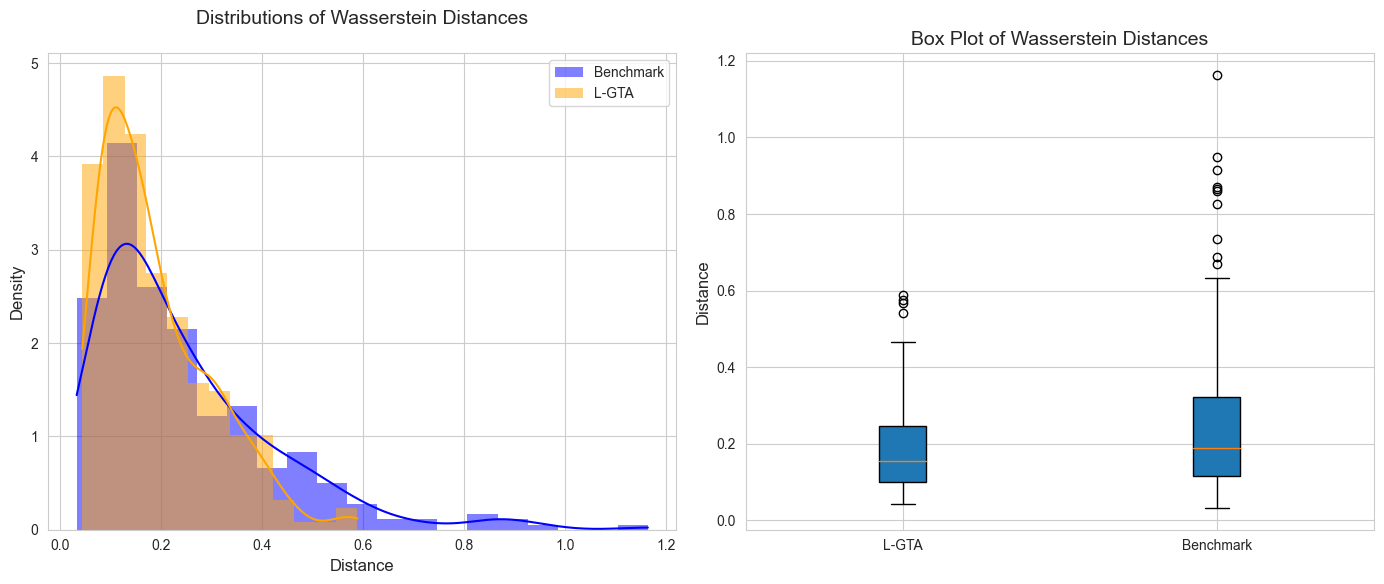 Distributions of Wasserstein Distances
Density
5
4
3
2
1
0
0.0 0.2 0.4 0.6 0.8 1.0 1.2
Distance
Benchmark
L-GTA
Box Plot of Wasserstein Distances
Distance
1.2
1.0
0.8
0.6
0.4
0.2
0.0
L-GTA Benchmark